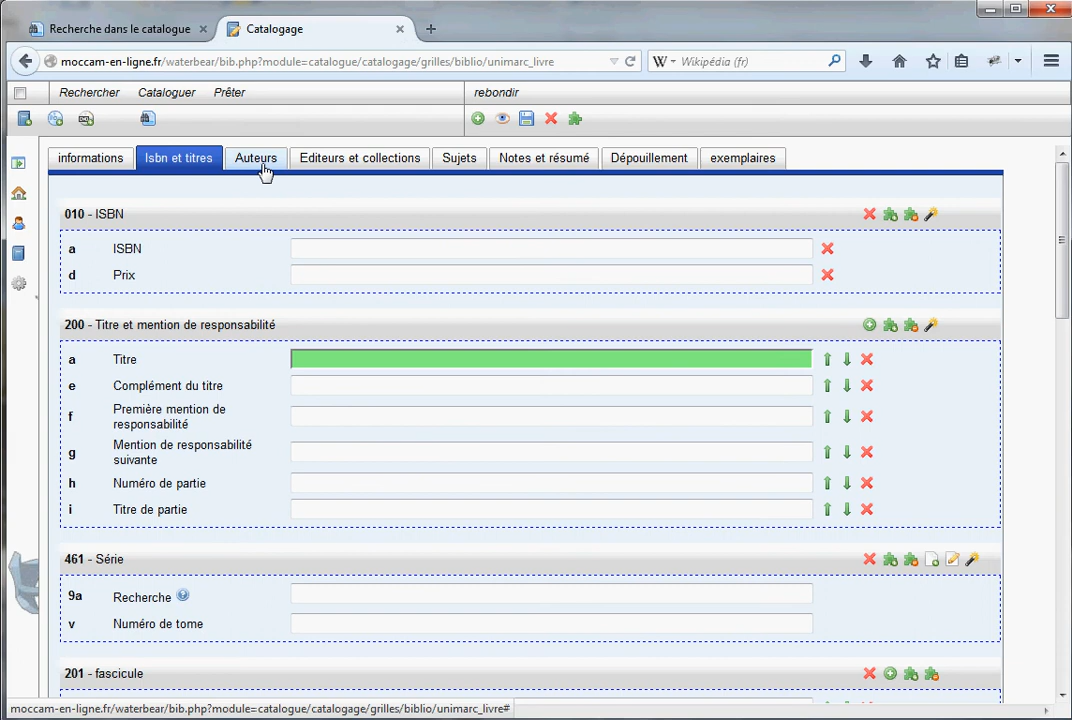 Recherche dans le catalogue
Catalogage
moccam-en-ligne.fr/waterbear/bib.php?module=catalogue/catalogage/grilles/biblio/unimarc_livre
W
Wikipédia (fr)
Rechercher Cataloguer Prêter
rebondir
informations
Isbn et titres
Auteurs
Editeurs et collections
Sujets
Notes et résumé
Dépouillement
exemplaires
010 - ISBN
a ISBN
d Prix
200 - Titre et mention de responsabilité
a Titre
e Complément du titre
f Première mention de
responsabilité
g Mention de responsabilité
suivante
h Numéro de partie
i Titre de partie
461 - Série
9a Recherche ?
v Numéro de tome
201 - fascicule
moccam-en-ligne.fr/waterbear/bib.php?module=catalogue/catalogage/grilles/biblio/unimarc_livre#